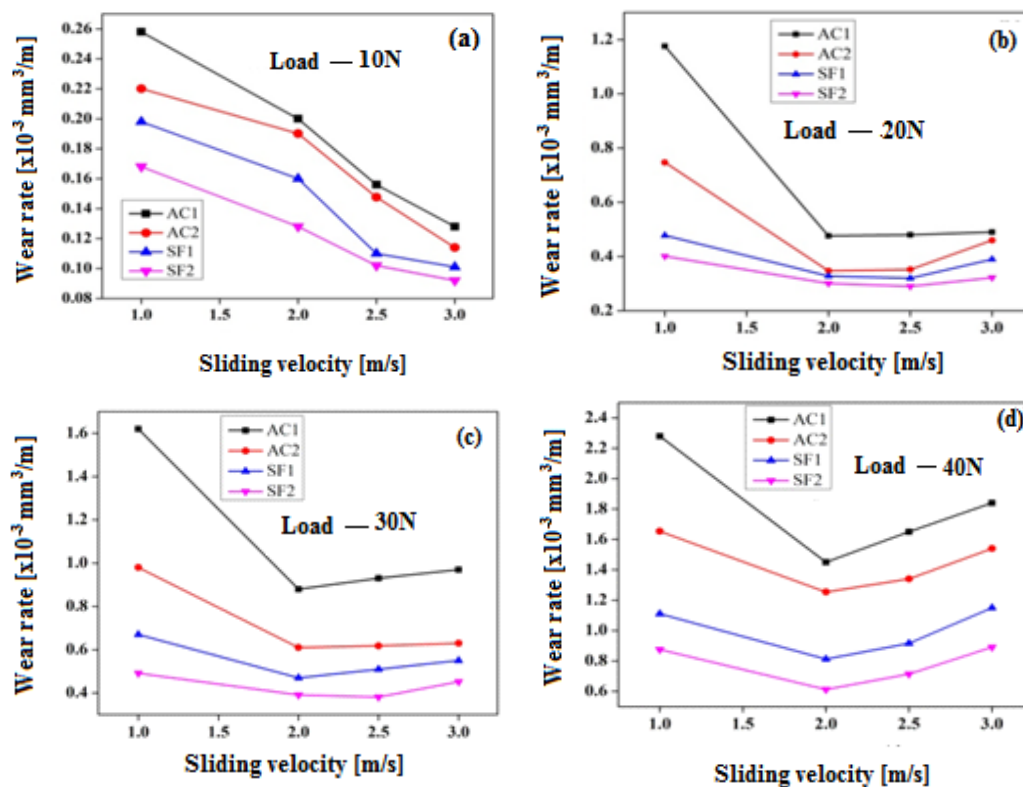 (a)
Load — 10N
Wear rate [x10⁻³ mm³/m]
0.26
0.24
0.22
0.20
0.18
0.16
0.14
0.12
0.10
0.08
AC1
AC2
SF1
SF2
1.0 1.5 2.0 2.5 3.0
Sliding velocity [m/s]
(b)
Load — 20N
Wear rate [x10⁻³ mm³/m]
1.2
1.0
0.8
0.6
0.4
0.2
AC1
AC2
SF1
SF2
1.0 1.5 2.0 2.5 3.0
Sliding velocity [m/s]
(c)
Load — 30N
Wear rate [x10⁻³ mm³/m]
1.6
1.4
1.2
1.0
0.8
0.6
0.4
AC1
AC2
SF1
SF2
1.0 1.5 2.0 2.5 3.0
Sliding velocity [m/s]
(d)
Load — 40N
Wear rate [x10⁻³ mm³/m]
2.4
2.2
2.0
1.8
1.6
1.4
1.2
1.0
0.8
0.6
AC1
AC2
SF1
SF2
1.0 1.5 2.0 2.5 3.0
Sliding velocity [m/s]